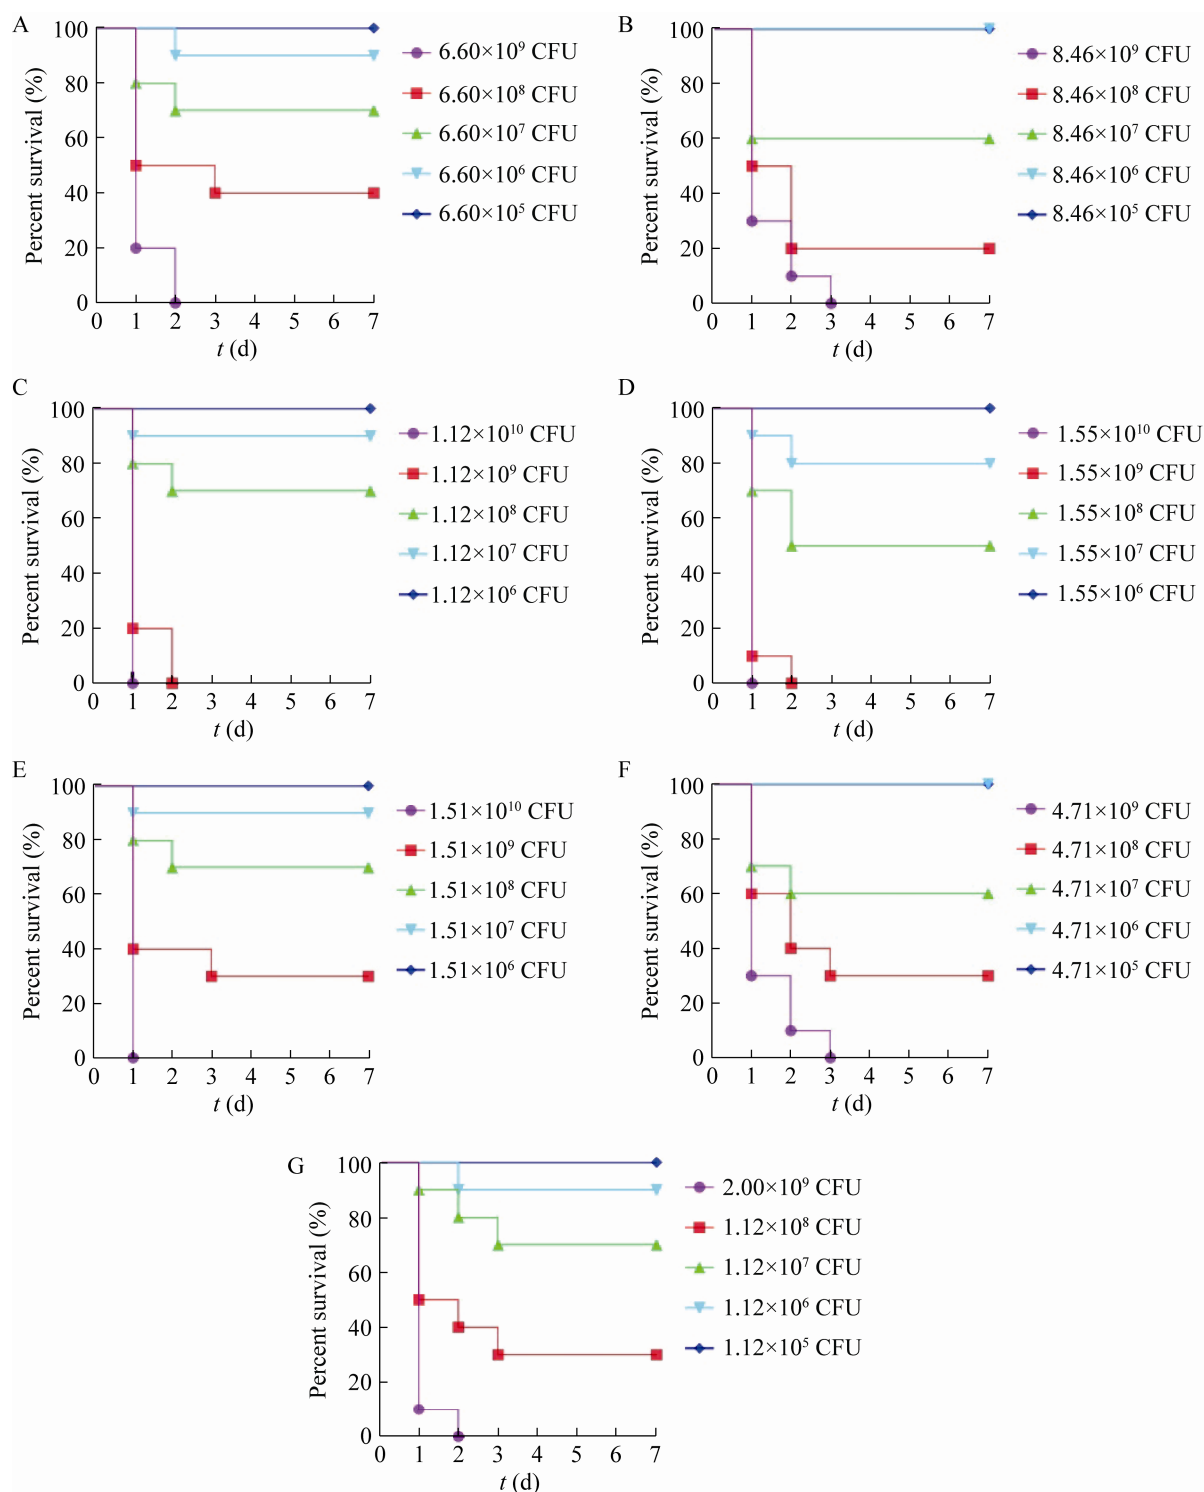 A
Percent survival (%)
100
80
60
40
20
0
0 1 2 3 4 5 6 7
t (d)
6.60×10⁹ CFU
6.60×10⁸ CFU
6.60×10⁷ CFU
6.60×10⁶ CFU
6.60×10⁵ CFU
B
Percent survival (%)
100
80
60
40
20
0
0 1 2 3 4 5 6 7
t (d)
8.46×10⁹ CFU
8.46×10⁸ CFU
8.46×10⁷ CFU
8.46×10⁶ CFU
8.46×10⁵ CFU
C
Percent survival (%)
100
80
60
40
20
0
0 1 2 3 4 5 6 7
t (d)
1.12×10¹⁰ CFU
1.12×10⁹ CFU
1.12×10⁸ CFU
1.12×10⁷ CFU
1.12×10⁶ CFU
D
Percent survival (%)
100
80
60
40
20
0
0 1 2 3 4 5 6 7
t (d)
1.55×10¹⁰ CFU
1.55×10⁹ CFU
1.55×10⁸ CFU
1.55×10⁷ CFU
1.55×10⁶ CFU
E
Percent survival (%)
100
80
60
40
20
0
0 1 2 3 4 5 6 7
t (d)
1.51×10¹⁰ CFU
1.51×10⁹ CFU
1.51×10⁸ CFU
1.51×10⁷ CFU
1.51×10⁶ CFU
F
Percent survival (%)
100
80
60
40
20
0
0 1 2 3 4 5 6 7
t (d)
4.71×10⁹ CFU
4.71×10⁸ CFU
4.71×10⁷ CFU
4.71×10⁶ CFU
4.71×10⁵ CFU
G
Percent survival (%)
100
80
60
40
20
0
0 1 2 3 4 5 6 7
t (d)
2.00×10⁹ CFU
1.12×10⁸ CFU
1.12×10⁷ CFU
1.12×10⁶ CFU
1.12×10⁵ CFU